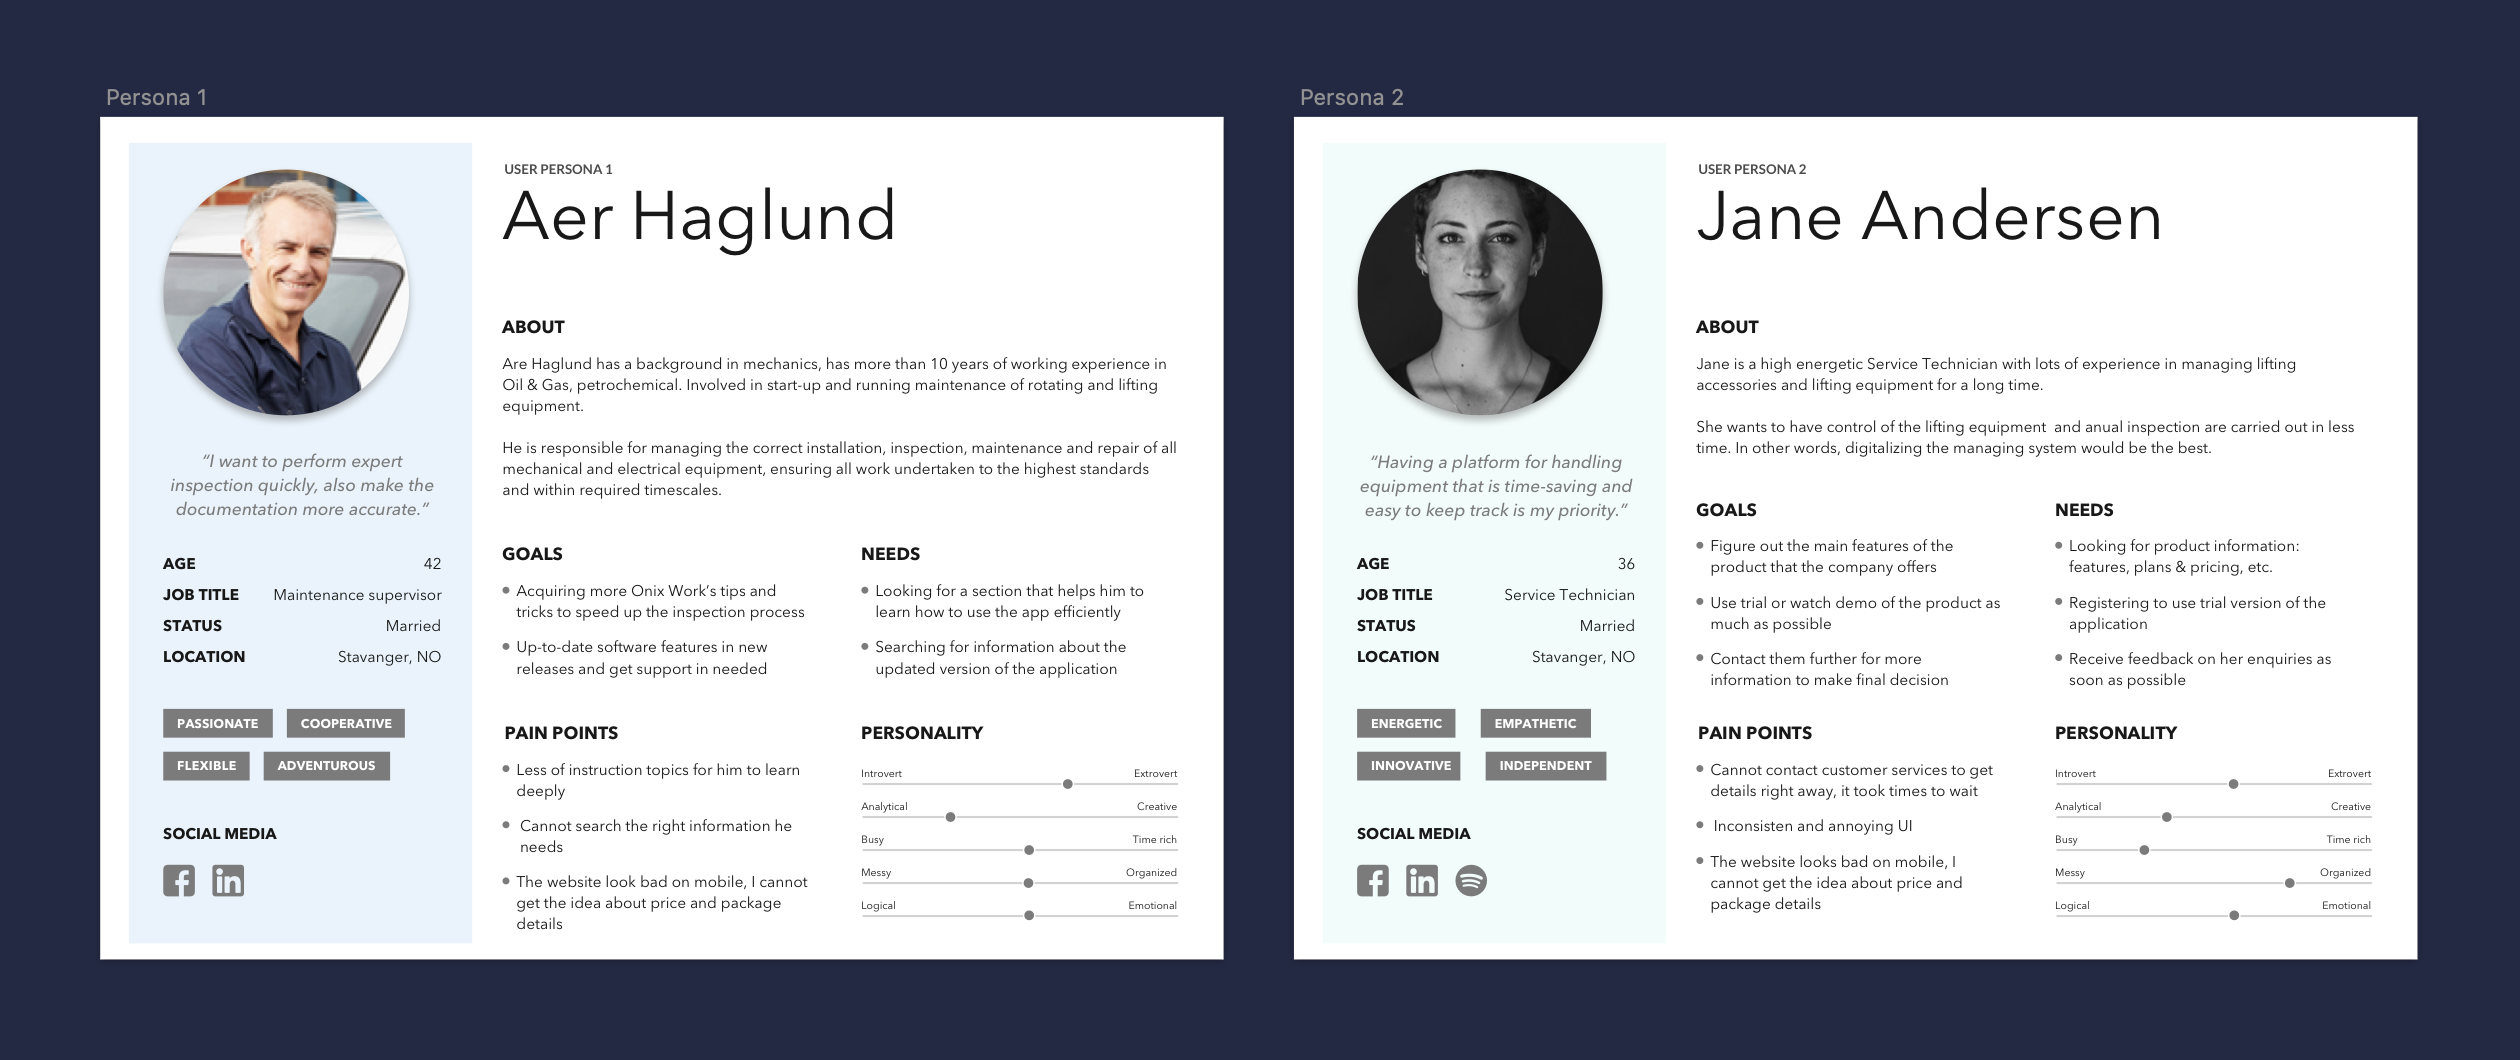 Persona 1
USER PERSONA 1
Aer Haglund
“I want to perform expert
inspection quickly, also make the
documentation more accurate.”
AGE 42
JOB TITLE Maintenance supervisor
STATUS Married
LOCATION Stavanger, NO
PASSIONATE COOPERATIVE
FLEXIBLE ADVENTUROUS
SOCIAL MEDIA
ABOUT
Are Haglund has a background in mechanics, has more than 10 years of working experience in
Oil & Gas, petrochemical. Involved in start-up and running maintenance of rotating and lifting
equipment.
He is responsible for managing the correct installation, inspection, maintenance and repair of all
mechanical and electrical equipment, ensuring all work undertaken to the highest standards
and within required timescales.
GOALS
Acquiring more Onix Work’s tips and
tricks to speed up the inspection process
Up-to-date software features in new
releases and get support in needed
NEEDS
Looking for a section that helps him to
learn how to use the app efficiently
Searching for information about the
updated version of the application
PAIN POINTS
Less of instruction topics for him to learn
deeply
Cannot search the right information he
needs
The website look bad on mobile, I cannot
get the idea about price and package
details
PERSONALITY
Introvert Extrovert
Analytical Creative
Busy Time rich
Messy Organized
Logical Emotional
Persona 2
USER PERSONA 2
Jane Andersen
“Having a platform for handling
equipment that is time-saving and
easy to keep track is my priority.”
AGE 36
JOB TITLE Service Technician
STATUS Married
LOCATION Stavanger, NO
ENERGETIC EMPATHETIC
INNOVATIVE INDEPENDENT
SOCIAL MEDIA
ABOUT
Jane is a high energetic Service Technician with lots of experience in managing lifting
accessories and lifting equipment for a long time.
She wants to have control of the lifting equipment and anual inspection are carried out in less
time. In other words, digitalizing the managing system would be the best.
GOALS
Figure out the main features of the
product that the company offers
Use trial or watch demo of the product as
much as possible
Contact them further for more
information to make final decision
NEEDS
Looking for product information:
features, plans & pricing, etc.
Registering to use trial version of the
application
Receive feedback on her enquiries as
soon as possible
PAIN POINTS
Cannot contact customer services to get
details right away, it took times to wait
Inconsisten and annoying UI
The website looks bad on mobile, I
cannot get the idea about price and
package details
PERSONALITY
Introvert Extrovert
Analytical Creative
Busy Time rich
Messy Organized
Logical Emotional